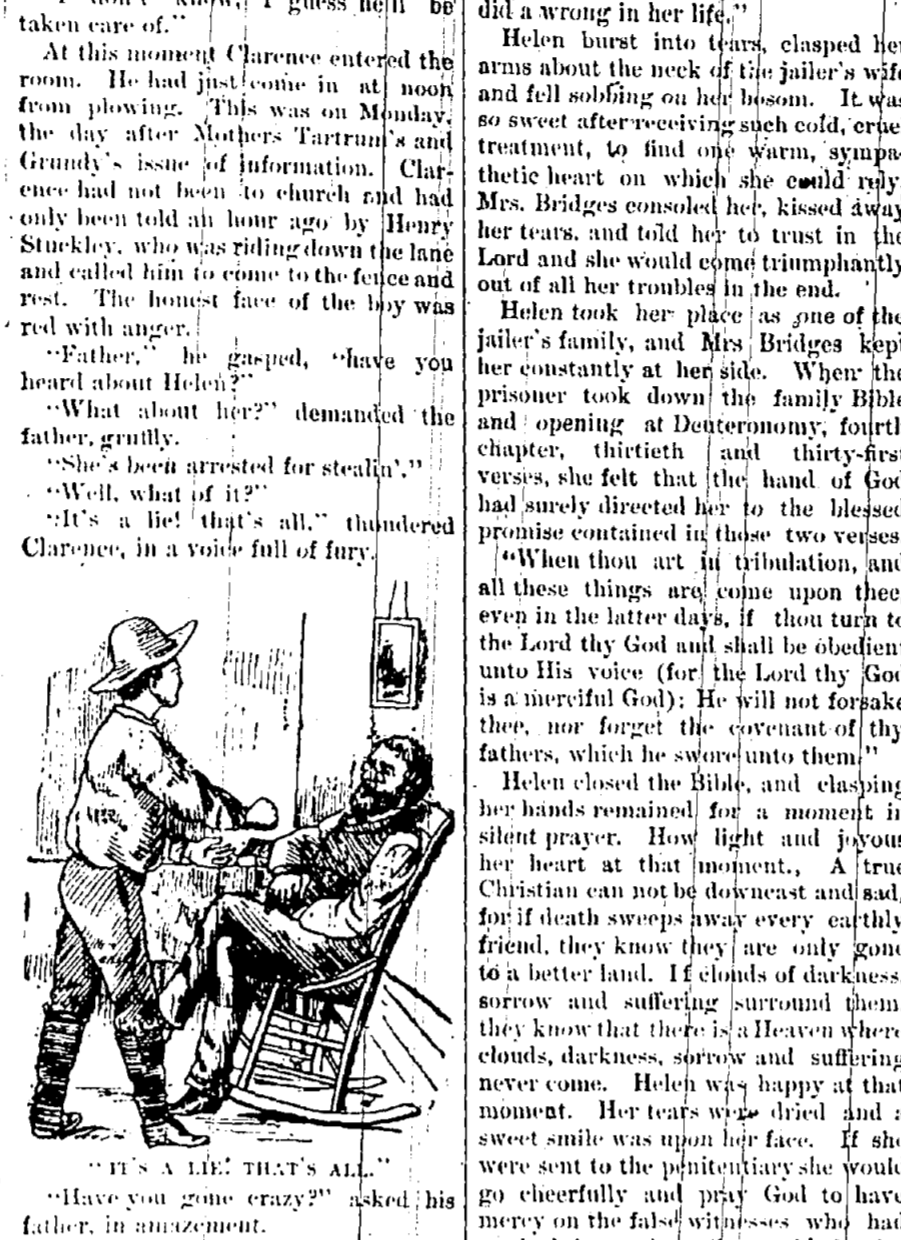 know, I guess he'll be
taken care of."
At this moment Clarence entered the
room. He had just come in at noon
from plowing. This was on Monday,
the day after Mothers Tartrum's and
Grundy's issue of information. Clar-
ence had not been to church and had
only been told an hour ago by Henry
Stuckley, who was riding down the lane
and called him to come to the fence and
rest. The honest face of the boy was
red with anger.
"Father," he gasped, "have you
heard about Helen?"
"What about her?" demanded the
father, gruffly.
"She's been arrested for stealin'."
"Well, what of it?"
"It's a lie! that's all," thundered
Clarence, in a voice full of fury.
"IT'S A LIE! THAT'S ALL."
"Have you gone crazy?" asked his
father, in amazement.
did a wrong in her life."
Helen burst into tears, clasped her
arms about the neck of the jailer's wife
and fell sobbing on her bosom. It was
so sweet after receiving such cold, crue
treatment, to find one warm, sympa-
thetic heart on which she could rely.
Mrs. Bridges consoled her, kissed away
her tears, and told her to trust in the
Lord and she would come triumphantly
out of all her troubles in the end.
Helen took her place as one of the
jailer's family, and Mrs Bridges kept
her constantly at her side. When the
prisoner took down the family Bible
and opening at Deuteronomy, fourth
chapter, thirtieth and thirty-first
verses, she felt that the hand of God
had surely directed her to the blessed
promise contained in those two verses
"When thou art in tribulation, and
all these things are come upon thee,
even in the latter days, if thou turn to
the Lord thy God and shall be obedient
unto His voice (for the Lord thy God
is a merciful God); He will not forsake
thee, nor forget the covenant of thy
fathers, which he swore unto them."
Helen closed the Bible, and clasping
her hands remained for a moment in
silent prayer. How light and joyous
her heart at that moment., A true
Christian can not be downcast and sad,
for if death sweeps away every earthly
friend, they know they are only gone
to a better land. If clouds of darkness,
sorrow and suffering surround them,
they know that there is a Heaven where
clouds, darkness, sorrow and suffering
never come. Helen was happy at that
moment. Her tears were dried and a
sweet smile was upon her face. If she
were sent to the penitentiary she would
go cheerfully and pray God to have
mercy on the false witnesses who had